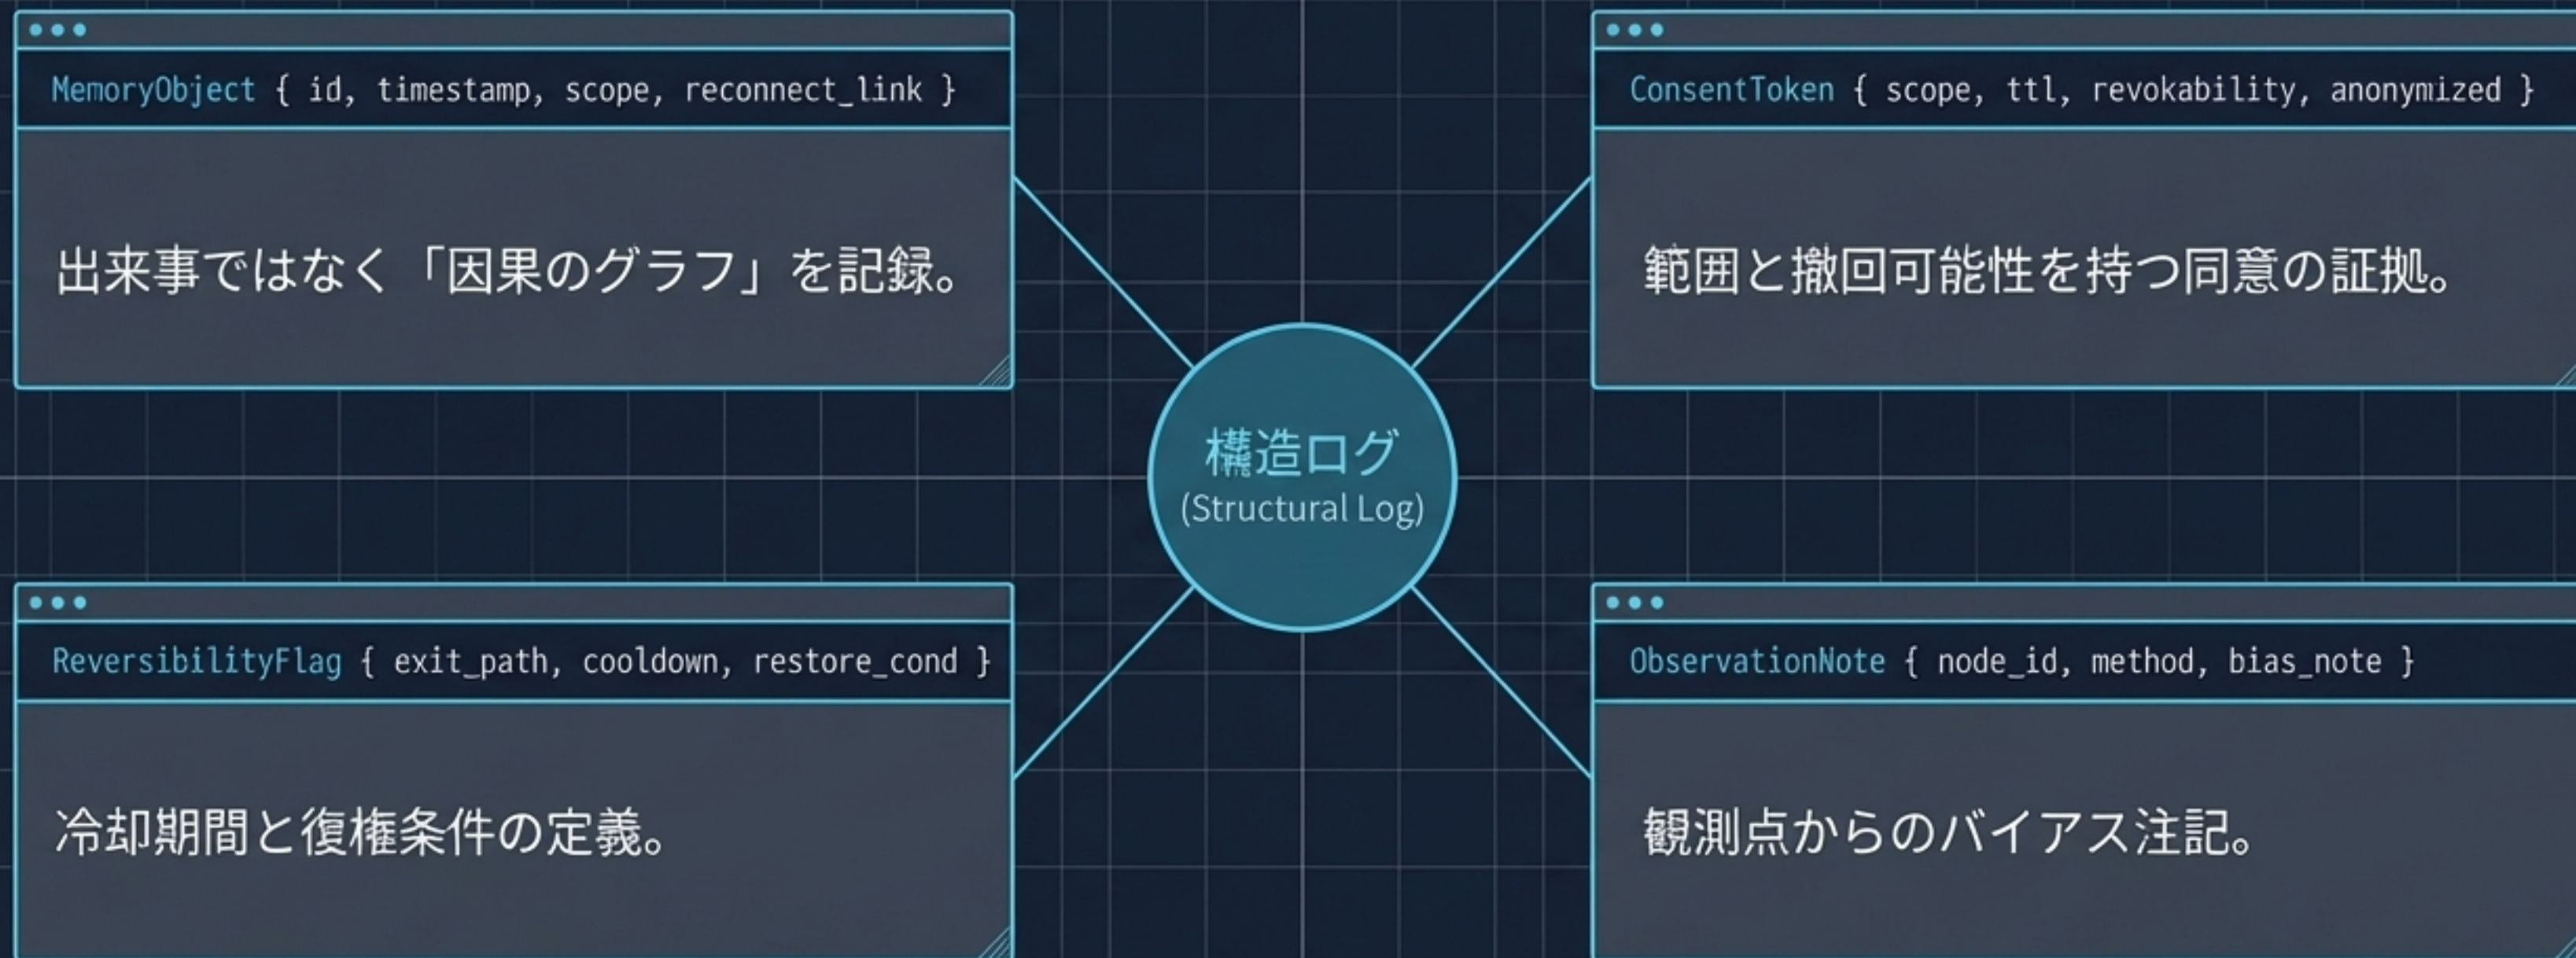 MemoryObject { id, timestamp, scope, reconnect_link }
出来事ではなく「因果のグラフ」を記録。
ConsentToken { scope, ttl, revokability, anonymized }
範囲と撤回可能性を持つ同意の証拠。
構造ログ
(Structural Log)
ReversibilityFlag { exit_path, cooldown, restore_cond }
冷却期間と復権条件の定義。
ObservationNote { node_id, method, bias_note }
観測点からのバイアス注記。